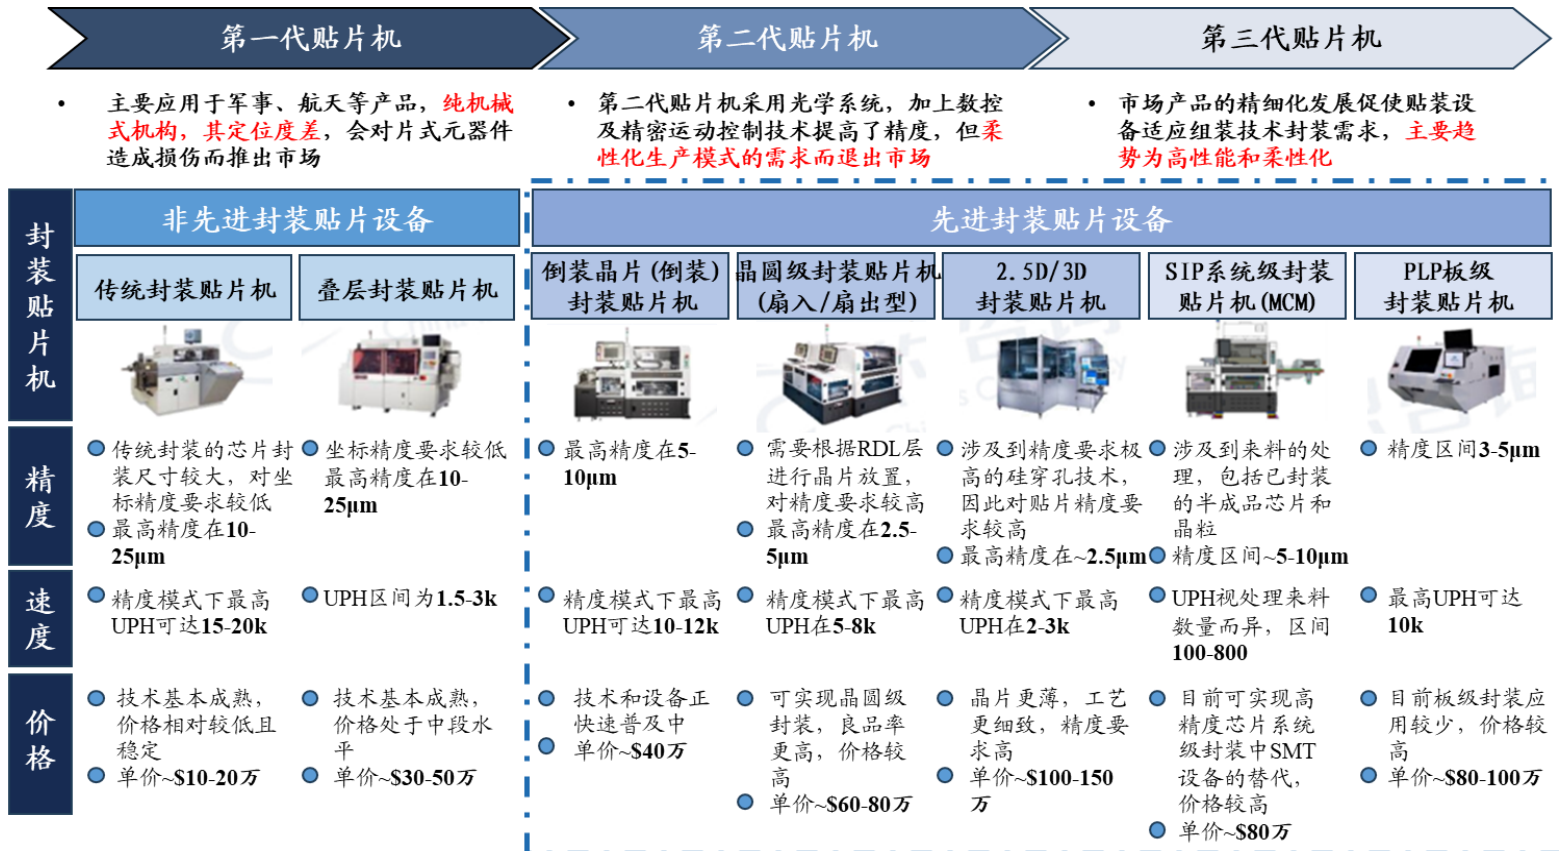 第一代贴片机
第二代贴片机
第三代贴片机
• 主要应用于军事、航天等产品，纯机械
式机构，其定位度差，会对片式元器件
造成损伤而推出市场
• 第二代贴片机采用光学系统，加上数控
及精密运动控制技术提高了精度，但柔
性化生产模式的需求而退出市场
• 市场产品的精细化发展促使贴装设
备适应组装技术封装需求，主要趋
势为高性能和柔性化
封装贴片机
非先进封装贴片设备
先进封装贴片设备
传统封装贴片机
叠层封装贴片机
倒装晶片(倒装)
封装贴片机
晶圆级封装贴片机
(扇入/扇出型)
2.5D/3D
封装贴片机
SIP系统级封装
贴片机(MCM)
PLP板级
封装贴片机
精度
传统封装的芯片封
装尺寸较大，对坐
标精度要求较低
最高精度在10-
25μm
坐标精度要求较低
最高精度在10-
25μm
最高精度在5-
10μm
需要根据RDL层
进行晶片放置，
对精度要求较高
最高精度在2.5-
5μm
涉及到精度要求极
高的硅穿孔技术，
因此对贴片精度要
求较高
最高精度在~2.5μm
涉及到来料的处
理，包括已封装
的半成品芯片和
晶粒
精度区间~5-10μm
精度区间3-5μm
速度
精度模式下最高
UPH可达15-20k
UPH区间为1.5-3k
精度模式下最高
UPH可达10-12k
精度模式下最高
UPH在5-8k
精度模式下最高
UPH在2-3k
UPH视处理来料
数量而异，区间
100-800
最高UPH可达
10k
价格
技术基本成熟，
价格相对较低且
稳定
单价~$10-20万
技术基本成熟，
价格处于中段水
平
单价~$30-50万
技术和设备正
快速普及中
单价~$40万
可实现晶圆级
封装，良品率
更高，价格较
高
单价~$60-80万
晶片更薄，工艺
更细致，精度要
求高
单价~$100-150
万
目前可实现高
精度芯片系统
级封装中SMT
设备的替代，
价格较高
单价~$80万
目前板级封装应
用较少，价格较
高
单价~$80-100万